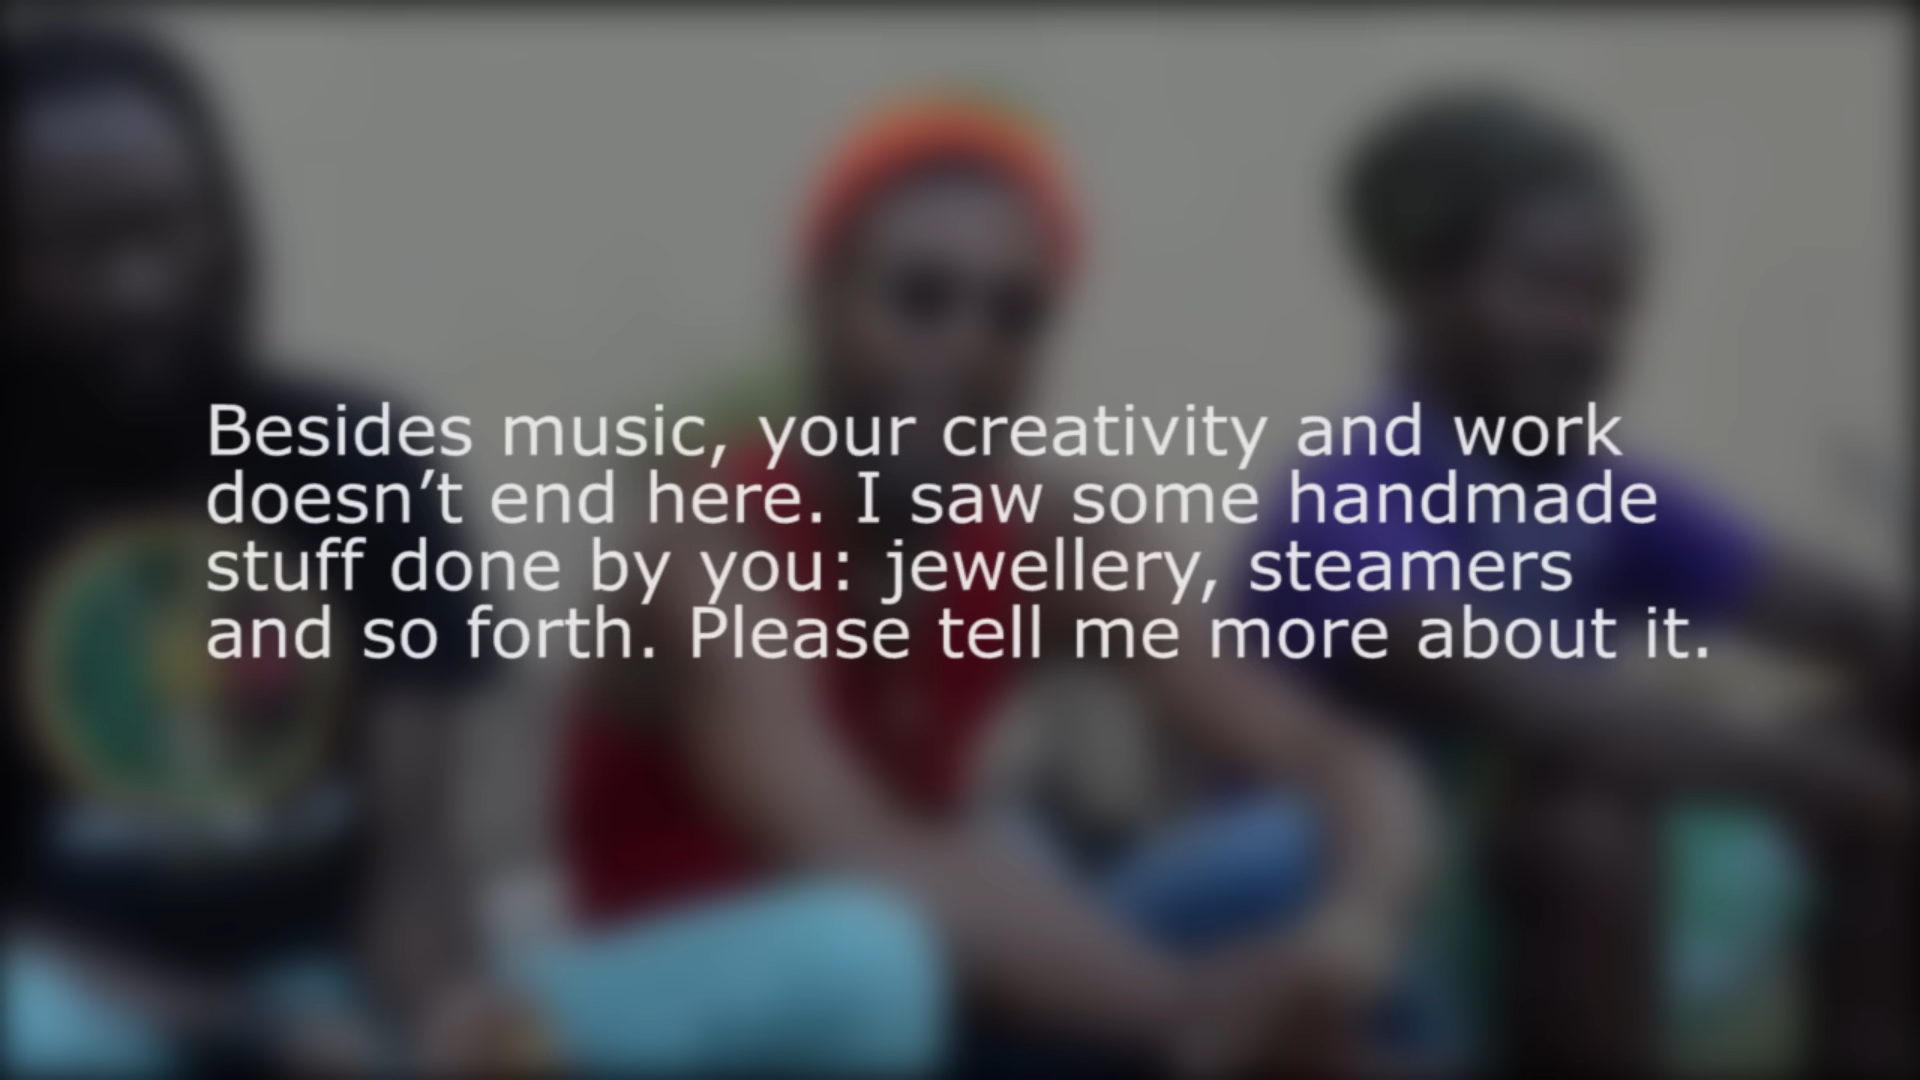 Besides music, your creativity and work
doesn’t end here. I saw some handmade
stuff done by you: jewellery, steamers
and so forth. Please tell me more about it.